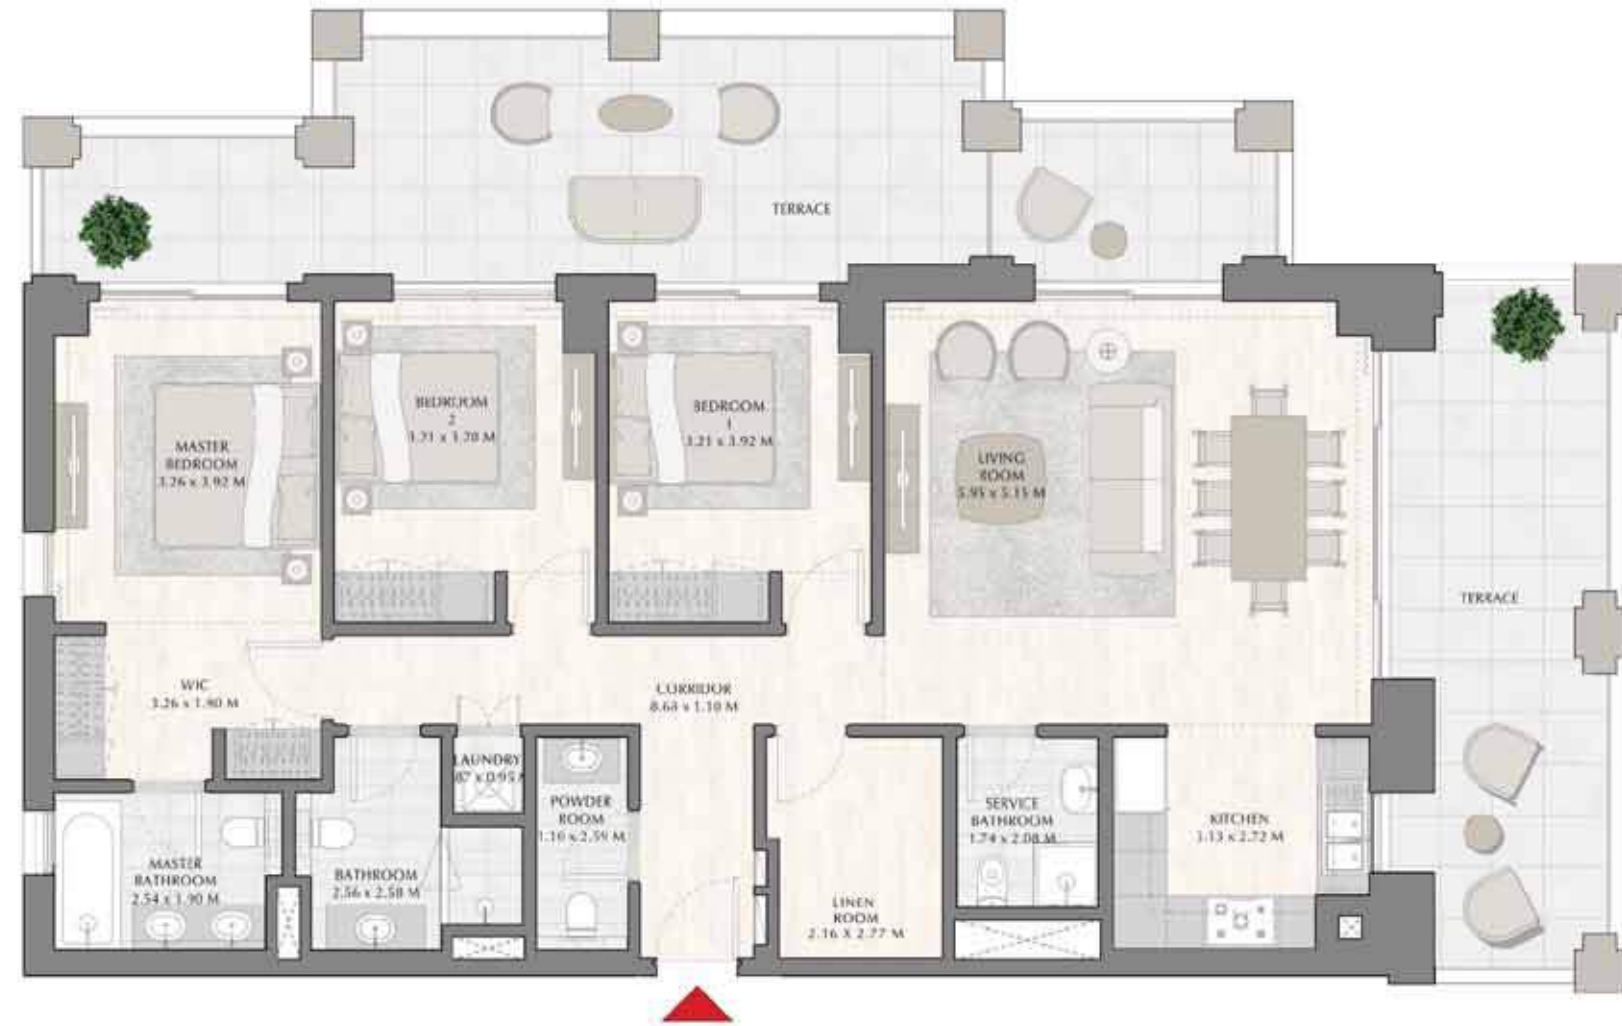 TERRACE
MASTER
BEDROOM
3.26 x 3.92 M
BEDROOM
2
x 3.70 M
BEDROOM
1
3.21 x 3.92 M
LIVING
ROOM
5.95 x 5.15 M
TERRACE
WIC
3.26 x 1.90 M
CORRIDOR
8.68 x 1.10 M
LAUNDRY
x 0.95
POWDER
ROOM
1.10 x 2.59 M
SERVICE
BATHROOM
1.74 x 2.08 M
KITCHEN
3.13 x 2.72 M
MASTER
BATHROOM
2.54 x 1.90 M
BATHROOM
2.56 x 2.58 M
LINEN
ROOM
2.16 X 2.77 M